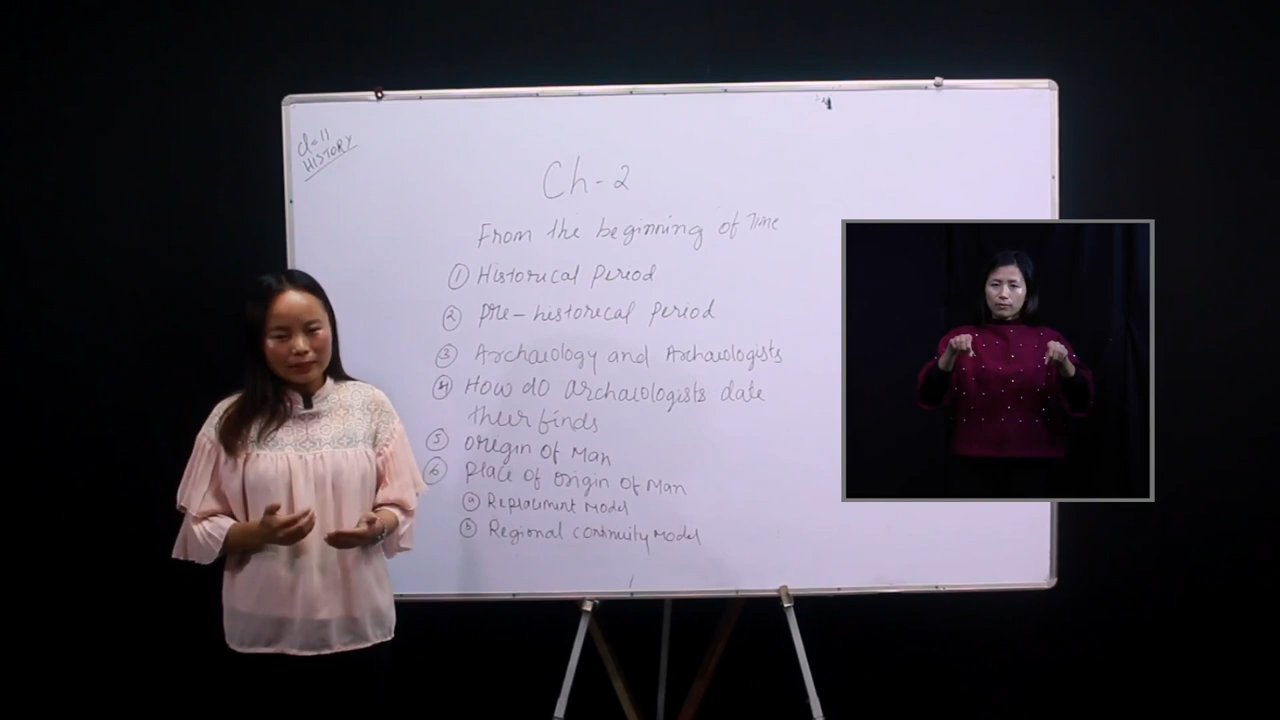 cl-11
HISTORY
Ch-2
From the beginning of Time
① Historical Period
② Pre-historical Period
③ Archaeology and Archaeologists
④ How do archaeologists date
their finds
⑤ origin of Man
⑥ place of origin of Man
ⓐ Replacement Model
ⓑ Regional continuity Model